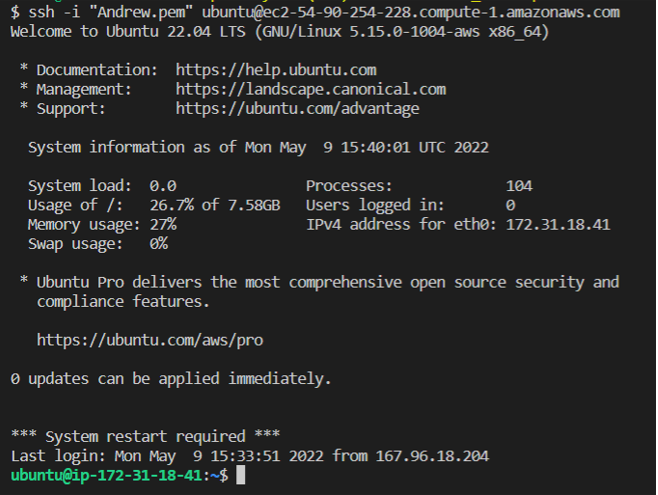 $ ssh -i "Andrew.pem" ubuntu@ec2-54-90-254-228.compute-1.amazonaws.com
Welcome to Ubuntu 22.04 LTS (GNU/Linux 5.15.0-1004-aws x86_64)
* Documentation:  https://help.ubuntu.com
* Management:     https://landscape.canonical.com
* Support:        https://ubuntu.com/advantage
System information as of Mon May  9 15:40:01 UTC 2022
System load:  0.0                Processes:             104
Usage of /:   26.7% of 7.58GB   Users logged in:       0
Memory usage: 27%                IPv4 address for eth0: 172.31.18.41
Swap usage:   0%
* Ubuntu Pro delivers the most comprehensive open source security and
compliance features.
https://ubuntu.com/aws/pro
0 updates can be applied immediately.
*** System restart required ***
Last login: Mon May  9 15:33:51 2022 from 167.96.18.204
ubuntu@ip-172-31-18-41:~$